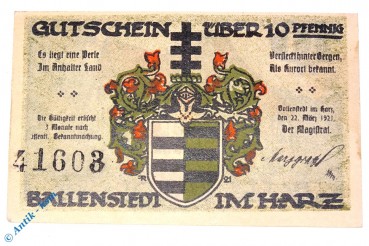 GUTSCHEIN ÜBER 10 PFENNIG
Es liegt eine Perle
Im Anhalter Land
Versteckt hinter Bergen,
Als Kurort bekannt.
Die Gültigkeit erlischt
3 Monate nach
öffentl. Bekanntmachung.
Ballenstedt im Harz,
den 22. März 1921.
Der Magistrat.
41603
R 21
BALLENSTEDT IM HARZ
© Antik-